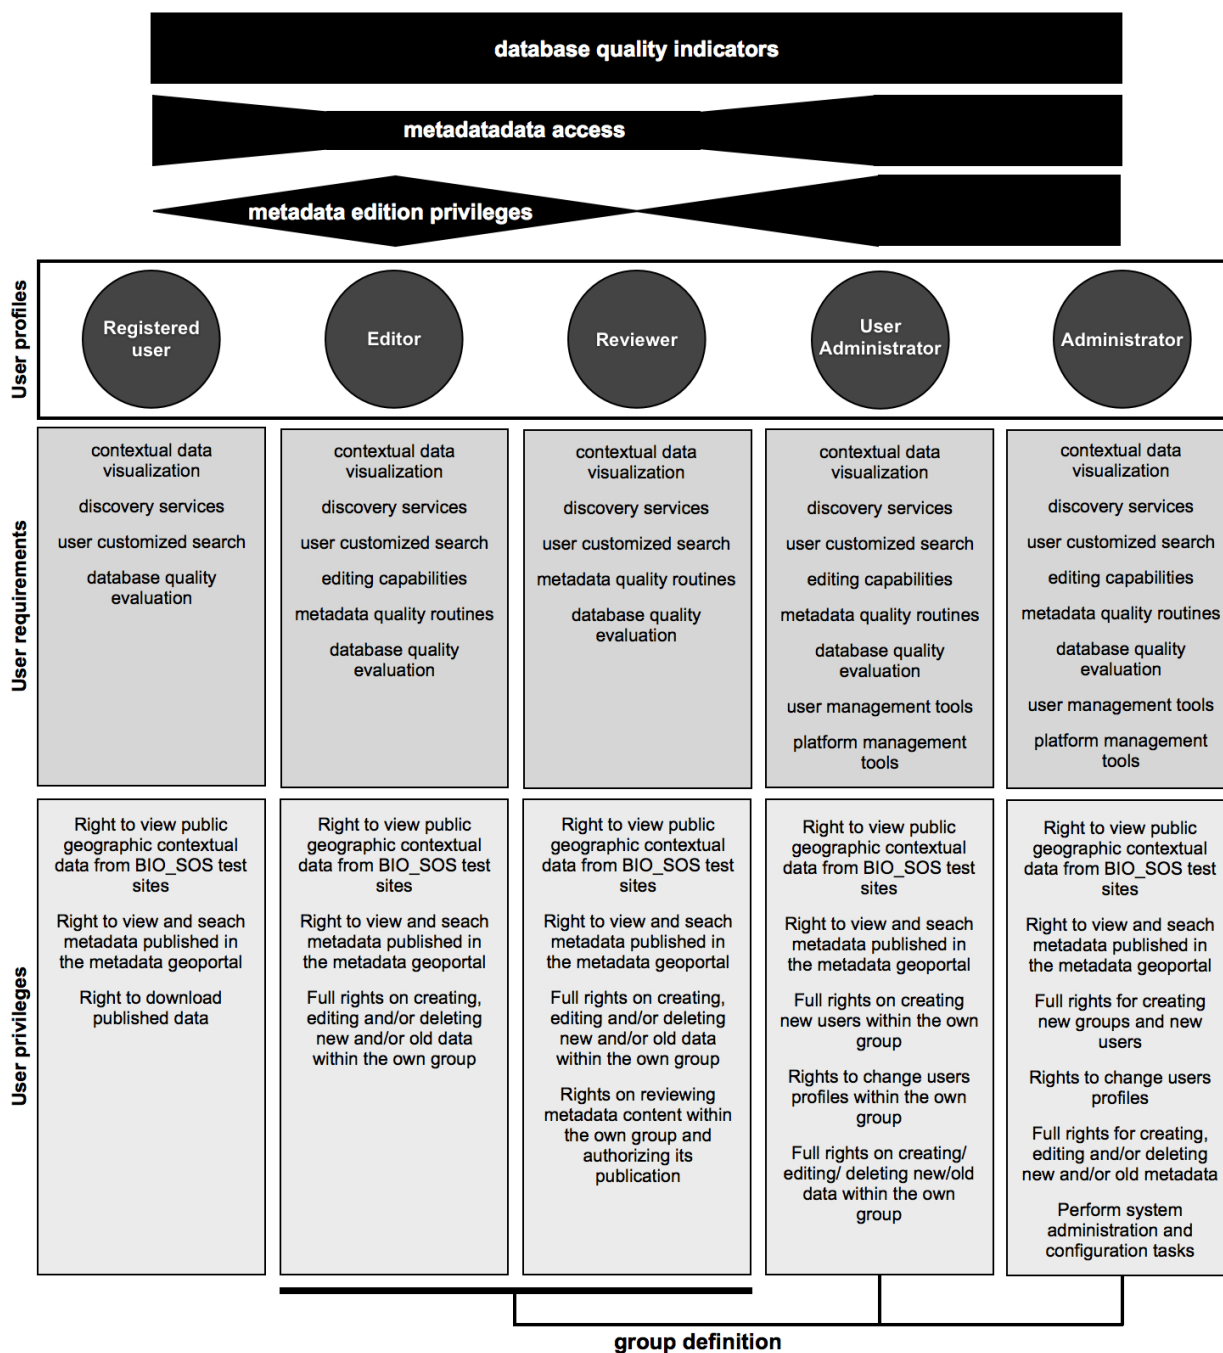 database quality indicators
metadatadata access
metadata edition privileges
User profiles
Registered
user
Editor
Reviewer
User
Administrator
Administrator
User requirements
contextual data
visualization
discovery services
user customized search
database quality
evaluation
contextual data
visualization
discovery services
user customized search
editing capabilities
metadata quality routines
database quality
evaluation
contextual data
visualization
discovery services
user customized search
metadata quality routines
database quality
evaluation
contextual data
visualization
discovery services
user customized search
editing capabilities
metadata quality routines
database quality
evaluation
user management tools
platform management
tools
contextual data
visualization
discovery services
user customized search
editing capabilities
metadata quality routines
database quality
evaluation
user management tools
platform management
tools
User privileges
Right to view public
geographic contextual
data from BIO_SOS test
sites
Right to view and seach
metadata published in
the metadata geoportal
Right to download
published data
Right to view public
geographic contextual
data from BIO_SOS test
sites
Right to view and seach
metadata published in
the metadata geoportal
Full rights on creating,
editing and/or deleting
new and/or old data
within the own group
Right to view public
geographic contextual
data from BIO_SOS test
sites
Right to view and seach
metadata published in
the metadata geoportal
Full rights on creating,
editing and/or deleting
new and/or old data
within the own group
Rights on reviewing
metadata content within
the own group and
authorizing its
publication
Right to view public
geographic contextual
data from BIO_SOS test
sites
Right to view and seach
metadata published in
the metadata geoportal
Full rights on creating
new users within the own
group
Rights to change users
profiles within the own
group
Full rights on creating/
editing/ deleting new/old
data within the own
group
Right to view public
geographic contextual
data from BIO_SOS test
sites
Right to view and seach
metadata published in
the metadata geoportal
Full rights for creating
new groups and new
users
Rights to change users
profiles
Full rights for creating,
editing and/or deleting
new and/or old metadata
Perform system
administration and
configuration tasks
group definition